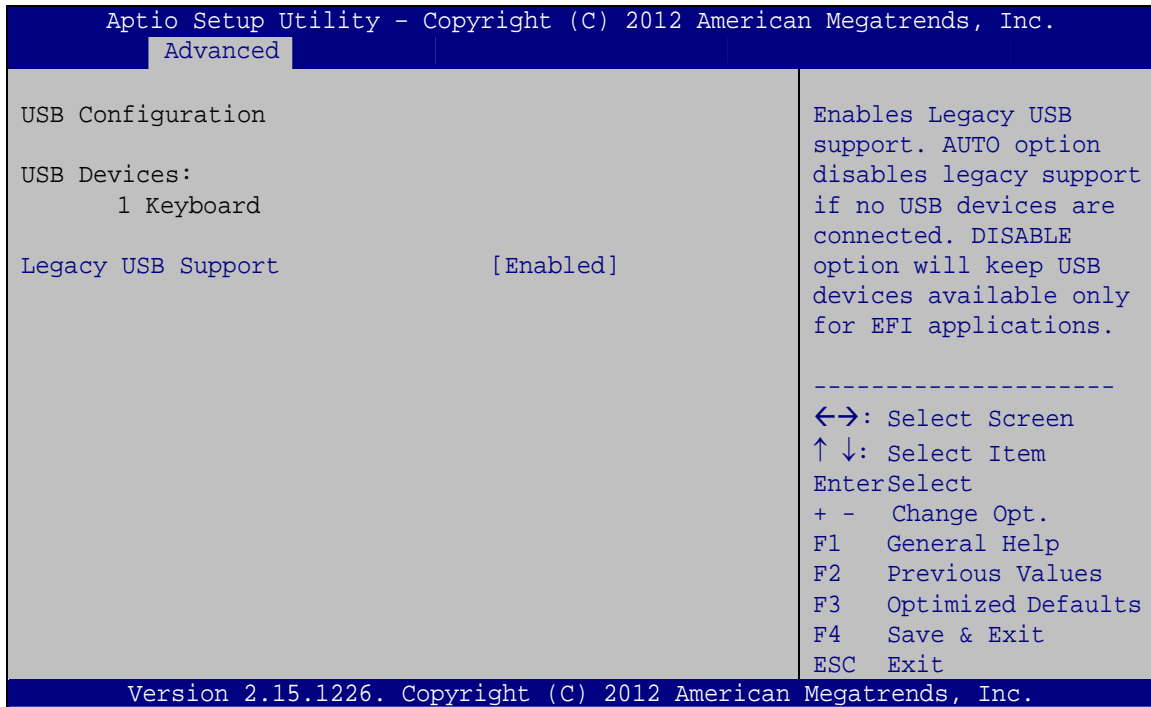 Aptio Setup Utility – Copyright (C) 2012 American Megatrends, Inc.
Advanced
USB Configuration
USB Devices:
1 Keyboard
Legacy USB Support [Enabled]
Enables Legacy USB
support. AUTO option
disables legacy support
if no USB devices are
connected. DISABLE
option will keep USB
devices available only
for EFI applications.
---------------------
←→: Select Screen
↑ ↓: Select Item
EnterSelect
+ - Change Opt.
F1 General Help
F2 Previous Values
F3 Optimized Defaults
F4 Save & Exit
ESC Exit
Version 2.15.1226. Copyright (C) 2012 American Megatrends, Inc.